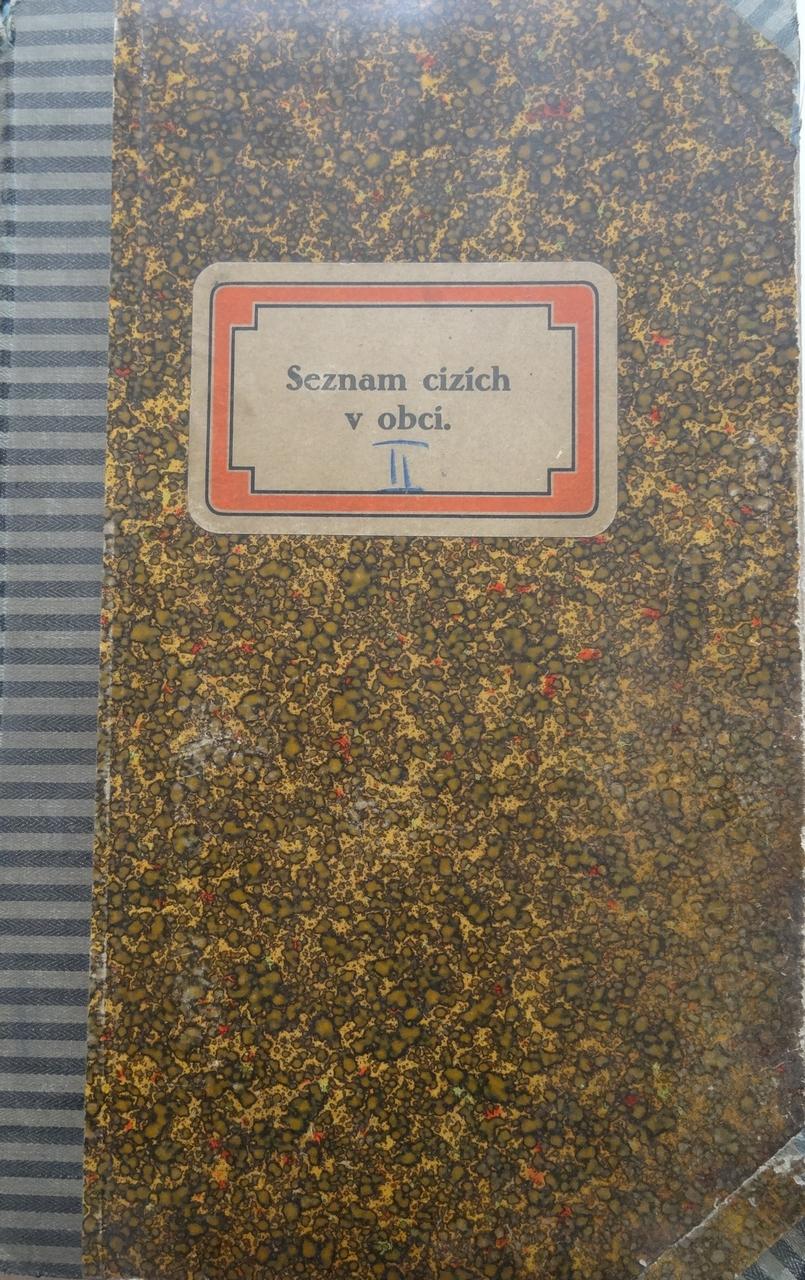 Seznam cizích
v obci.
II